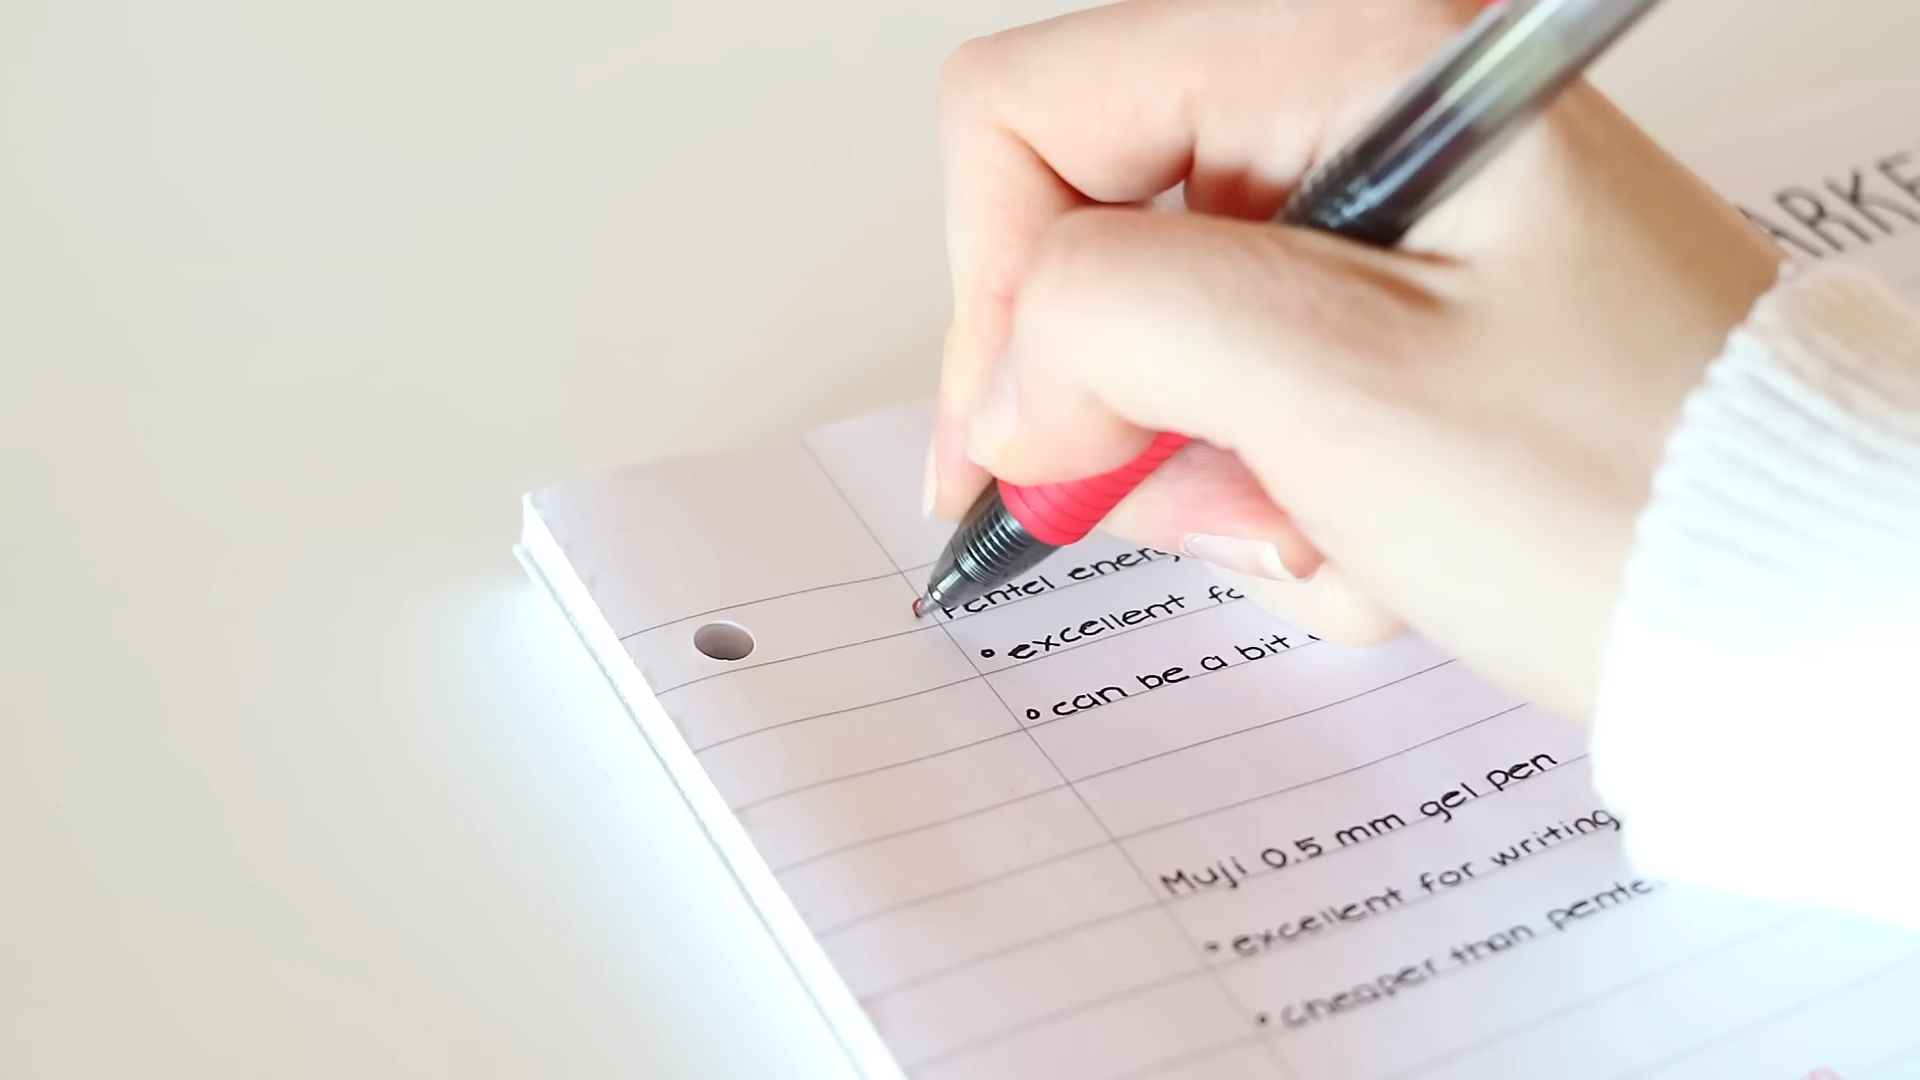 ARKE
Pentel energ
• excellent fo
• can be a bit
Muji 0.5 mm gel pen
• excellent for writing
• cheaper than pente